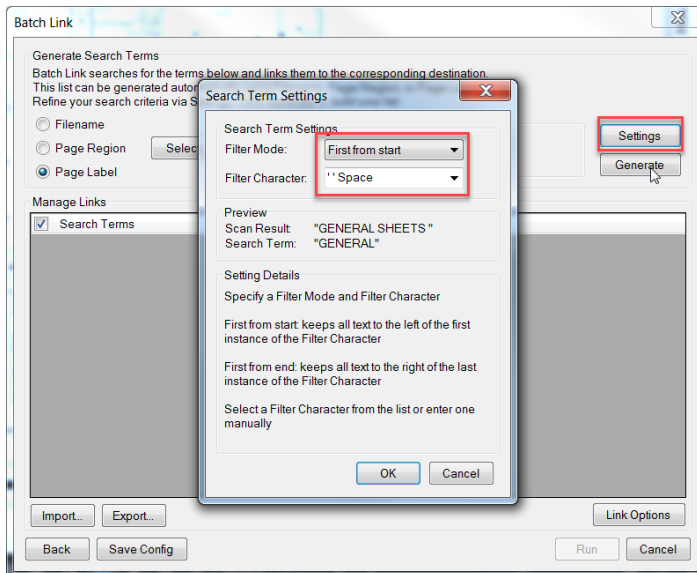 Batch Link
Generate Search Terms
Batch Link searches for the terms below and links them to the corresponding destination.
This list can be generated
Refine your search criteria via
Filename
Page Region
Page Label
Settings
Generate
Manage Links
Search Terms
Search Term Settings
Search Term Settings
Filter Mode: First from start
Filter Character: ' ' Space
Preview
Scan Result: "GENERAL SHEETS "
Search Term: "GENERAL"
Setting Details
Specify a Filter Mode and Filter Character
First from start: keeps all text to the left of the first
instance of the Filter Character
First from end: keeps all text to the right of the last
instance of the Filter Character
Select a Filter Character from the list or enter one
manually
OK Cancel
Import... Export... Link Options
Back Save Config Run Cancel